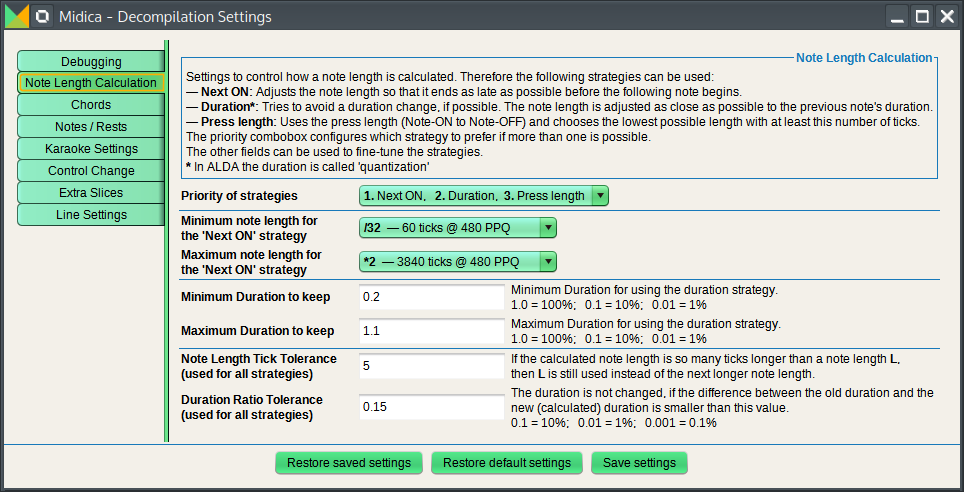 Midica - Decompilation Settings
Debugging
Note Length Calculation
Chords
Notes / Rests
Karaoke Settings
Control Change
Extra Slices
Line Settings
Note Length Calculation
Settings to control how a note length is calculated. Therefore the following strategies can be used:
— Next ON: Adjusts the note length so that it ends as late as possible before the following note begins.
— Duration*: Tries to avoid a duration change, if possible. The note length is adjusted as close as possible to the previous note's duration.
— Press length: Uses the press length (Note-ON to Note-OFF) and chooses the lowest possible length with at least this number of ticks.
The priority combobox configures which strategy to prefer if more than one is possible.
The other fields can be used to fine-tune the strategies.
* In ALDA the duration is called 'quantization'
Priority of strategies
1. Next ON, 2. Duration, 3. Press length
Minimum note length for
the 'Next ON' strategy
/32 — 60 ticks @ 480 PPQ
Maximum note length for
the 'Next ON' strategy
*2 — 3840 ticks @ 480 PPQ
Minimum Duration to keep
0.2
Minimum Duration for using the duration strategy.
1.0 = 100%; 0.1 = 10%; 0.01 = 1%
Maximum Duration to keep
1.1
Maximum Duration for using the duration strategy.
1.0 = 100%; 0.1 = 10%; 0.01 = 1%
Note Length Tick Tolerance
(used for all strategies)
5
If the calculated note length is so many ticks longer than a note length L,
then L is still used instead of the next longer note length.
Duration Ratio Tolerance
(used for all strategies)
0.15
The duration is not changed, if the difference between the old duration and the
new (calculated) duration is smaller than this value.
0.1 = 10%; 0.01 = 1%; 0.001 = 0.1%
Restore saved settings
Restore default settings
Save settings